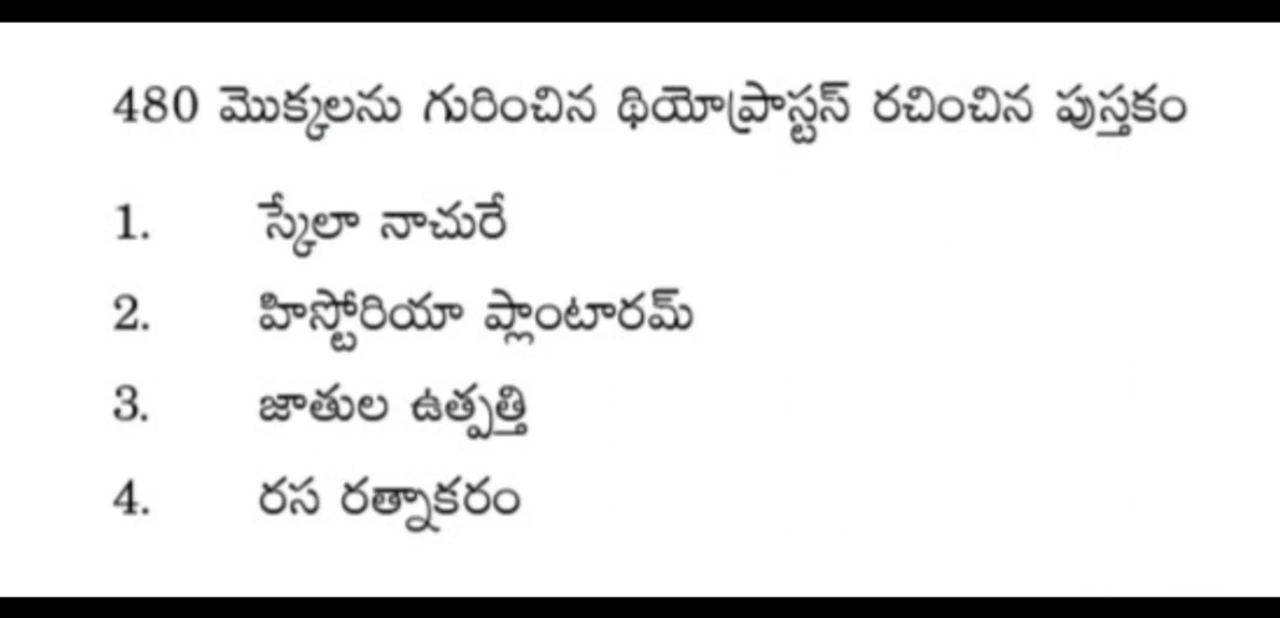 480 మొక్కలను గురించిన థియోప్రాస్టస్ రచించిన పుస్తకం
1. స్కేలా నాచురే
2. హిస్టోరియా ప్లాంటారమ్
3. జాతుల ఉత్పత్తి
4. రస రత్నాకరం